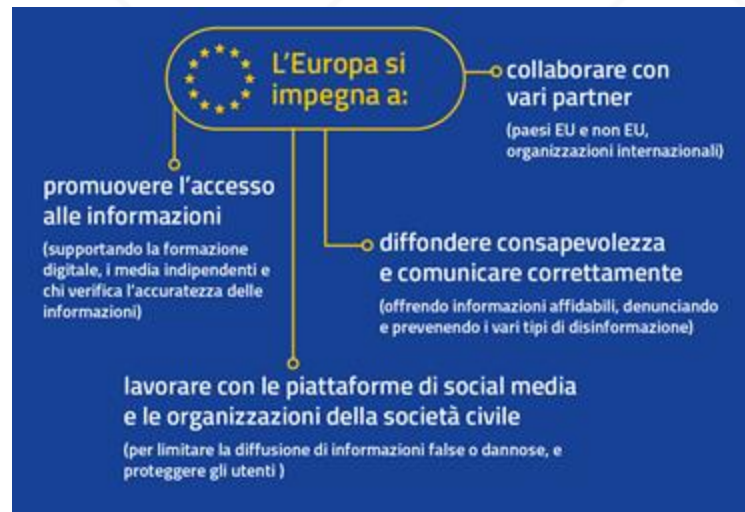 L'Europa si
impegna a:
collaborare con
vari partner
(paesi EU e non EU,
organizzazioni internazionali)
promuovere l'accesso
alle informazioni
(supportando la formazione
digitale, i media indipendenti e
chi verifica l'accuratezza delle
informazioni)
diffondere consapevolezza
e comunicare correttamente
(offrendo informazioni affidabili, denunciando
e prevenendo i vari tipi di disinformazione)
lavorare con le piattaforme di social media
e le organizzazioni della società civile
(per limitare la diffusione di informazioni false o dannose, e
proteggere gli utenti )